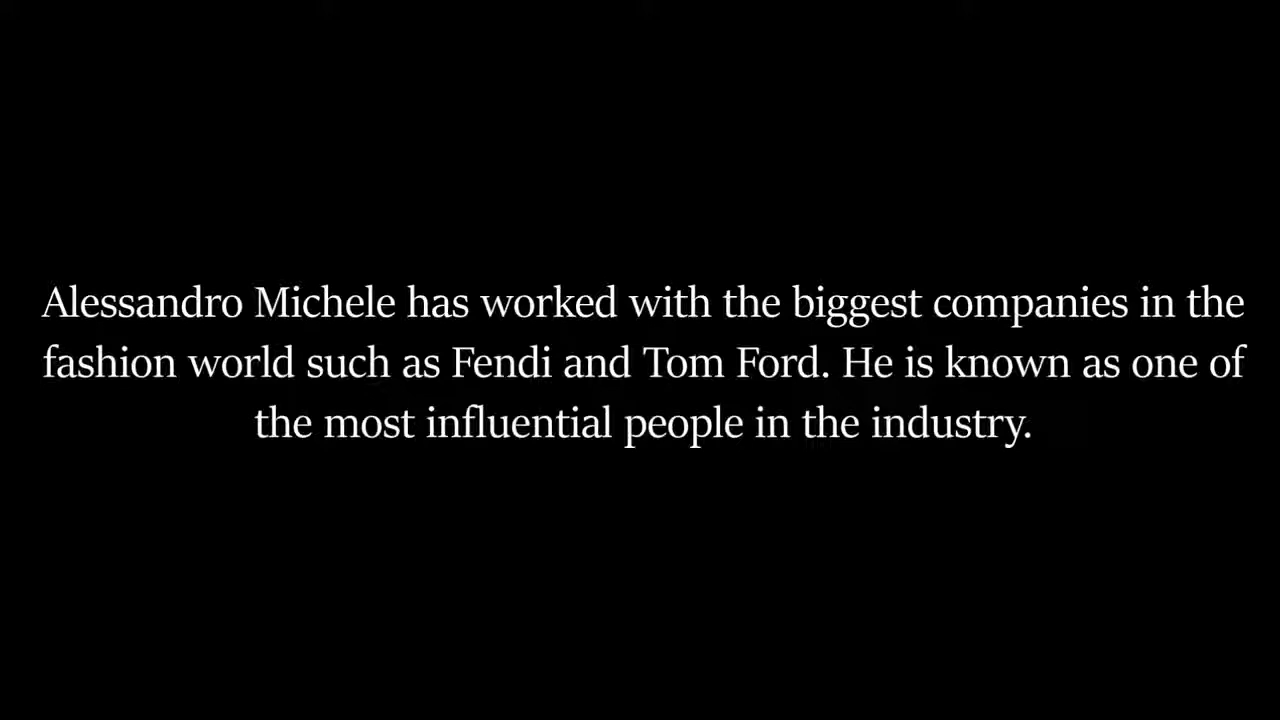 Alessandro Michele has worked with the biggest companies in the
fashion world such as Fendi and Tom Ford. He is known as one of
the most influential people in the industry.